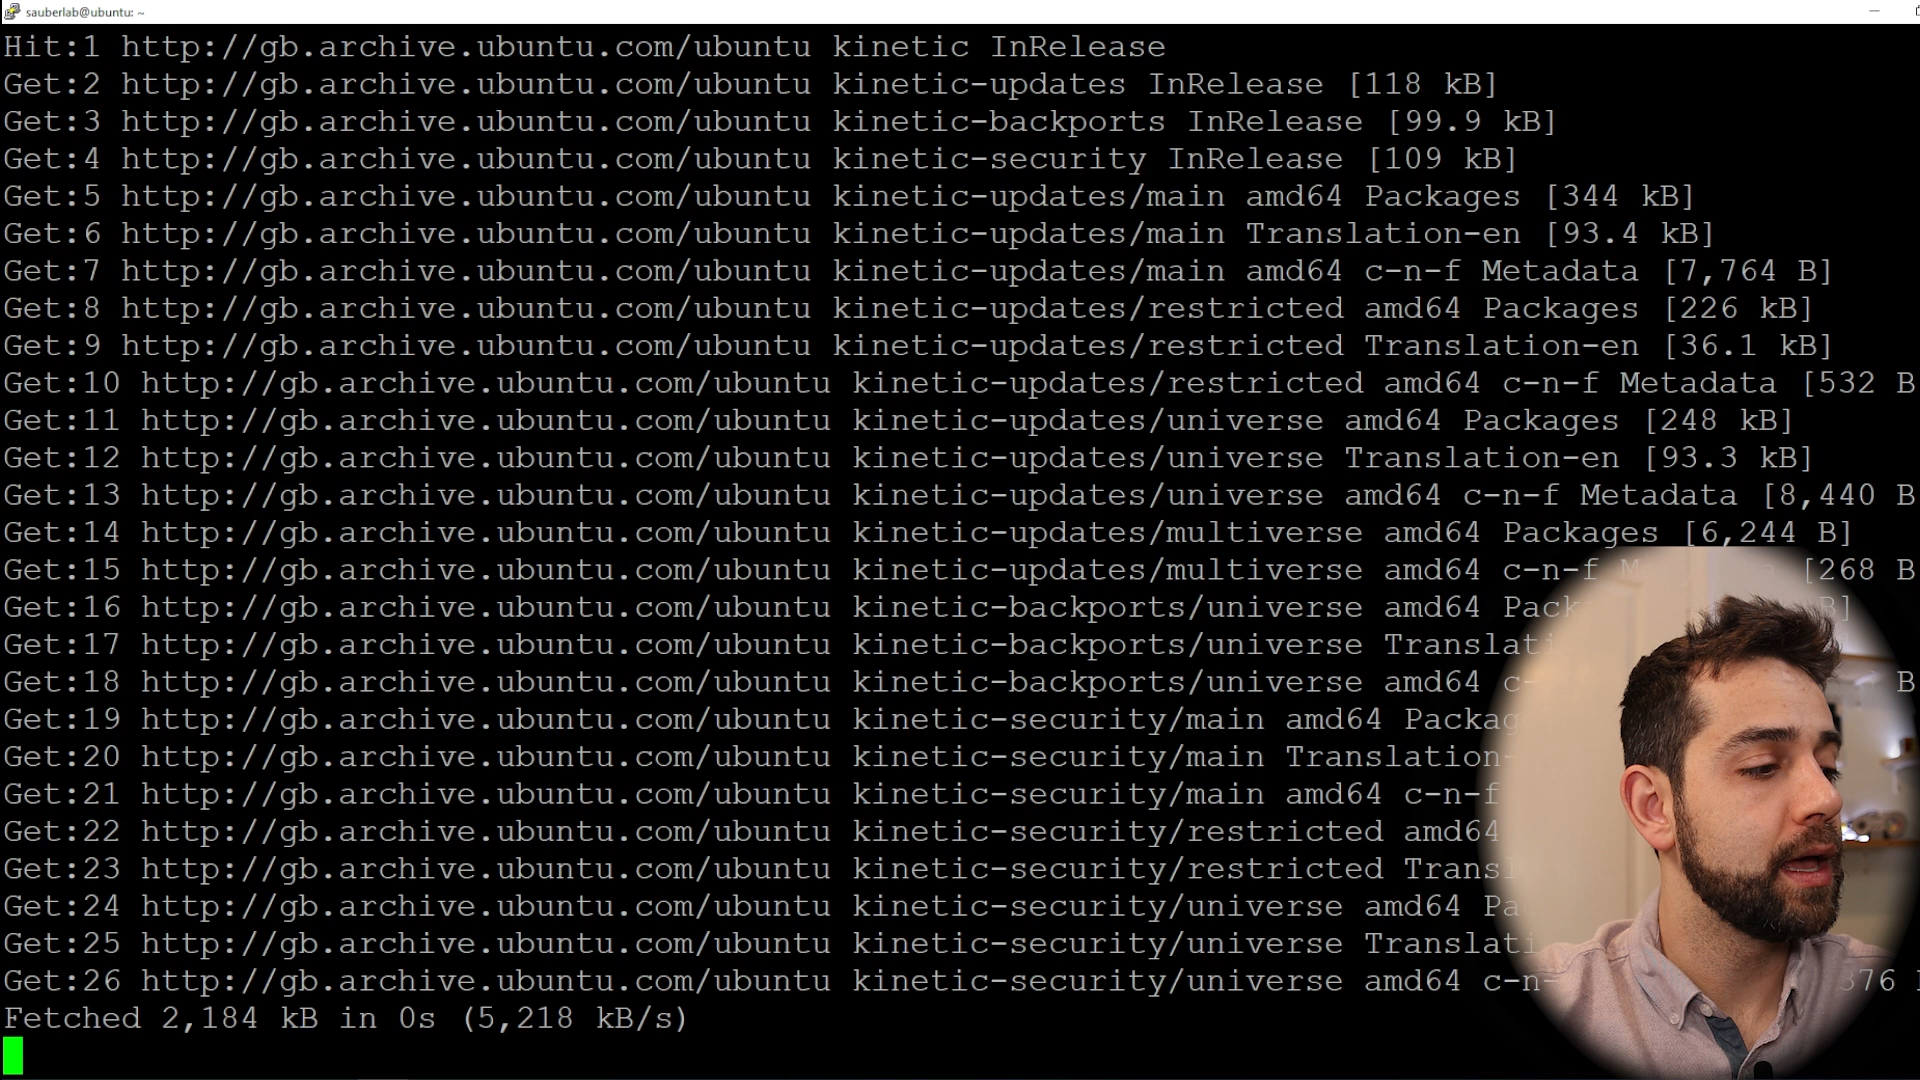 sauberlab@ubuntu: ~
Hit:1 http://gb.archive.ubuntu.com/ubuntu kinetic InRelease
Get:2 http://gb.archive.ubuntu.com/ubuntu kinetic-updates InRelease [118 kB]
Get:3 http://gb.archive.ubuntu.com/ubuntu kinetic-backports InRelease [99.9 kB]
Get:4 http://gb.archive.ubuntu.com/ubuntu kinetic-security InRelease [109 kB]
Get:5 http://gb.archive.ubuntu.com/ubuntu kinetic-updates/main amd64 Packages [344 kB]
Get:6 http://gb.archive.ubuntu.com/ubuntu kinetic-updates/main Translation-en [93.4 kB]
Get:7 http://gb.archive.ubuntu.com/ubuntu kinetic-updates/main amd64 c-n-f Metadata [7,764 B]
Get:8 http://gb.archive.ubuntu.com/ubuntu kinetic-updates/restricted amd64 Packages [226 kB]
Get:9 http://gb.archive.ubuntu.com/ubuntu kinetic-updates/restricted Translation-en [36.1 kB]
Get:10 http://gb.archive.ubuntu.com/ubuntu kinetic-updates/restricted amd64 c-n-f Metadata [532 B
Get:11 http://gb.archive.ubuntu.com/ubuntu kinetic-updates/universe amd64 Packages [248 kB]
Get:12 http://gb.archive.ubuntu.com/ubuntu kinetic-updates/universe Translation-en [93.3 kB]
Get:13 http://gb.archive.ubuntu.com/ubuntu kinetic-updates/universe amd64 c-n-f Metadata [8,440 B
Get:14 http://gb.archive.ubuntu.com/ubuntu kinetic-updates/multiverse amd64 Packages [6,244 B]
Get:15 http://gb.archive.ubuntu.com/ubuntu kinetic-updates/multiverse amd64 c-n-f [268 B
Get:16 http://gb.archive.ubuntu.com/ubuntu kinetic-backports/universe amd64 Pack B]
Get:17 http://gb.archive.ubuntu.com/ubuntu kinetic-backports/universe Translati
Get:18 http://gb.archive.ubuntu.com/ubuntu kinetic-backports/universe amd64 c- B
Get:19 http://gb.archive.ubuntu.com/ubuntu kinetic-security/main amd64 Packag
Get:20 http://gb.archive.ubuntu.com/ubuntu kinetic-security/main Translation-
Get:21 http://gb.archive.ubuntu.com/ubuntu kinetic-security/main amd64 c-n-f
Get:22 http://gb.archive.ubuntu.com/ubuntu kinetic-security/restricted amd64
Get:23 http://gb.archive.ubuntu.com/ubuntu kinetic-security/restricted Transl
Get:24 http://gb.archive.ubuntu.com/ubuntu kinetic-security/universe amd64 Pa
Get:25 http://gb.archive.ubuntu.com/ubuntu kinetic-security/universe Translati
Get:26 http://gb.archive.ubuntu.com/ubuntu kinetic-security/universe amd64 c-n- 376
Fetched 2,184 kB in 0s (5,218 kB/s)